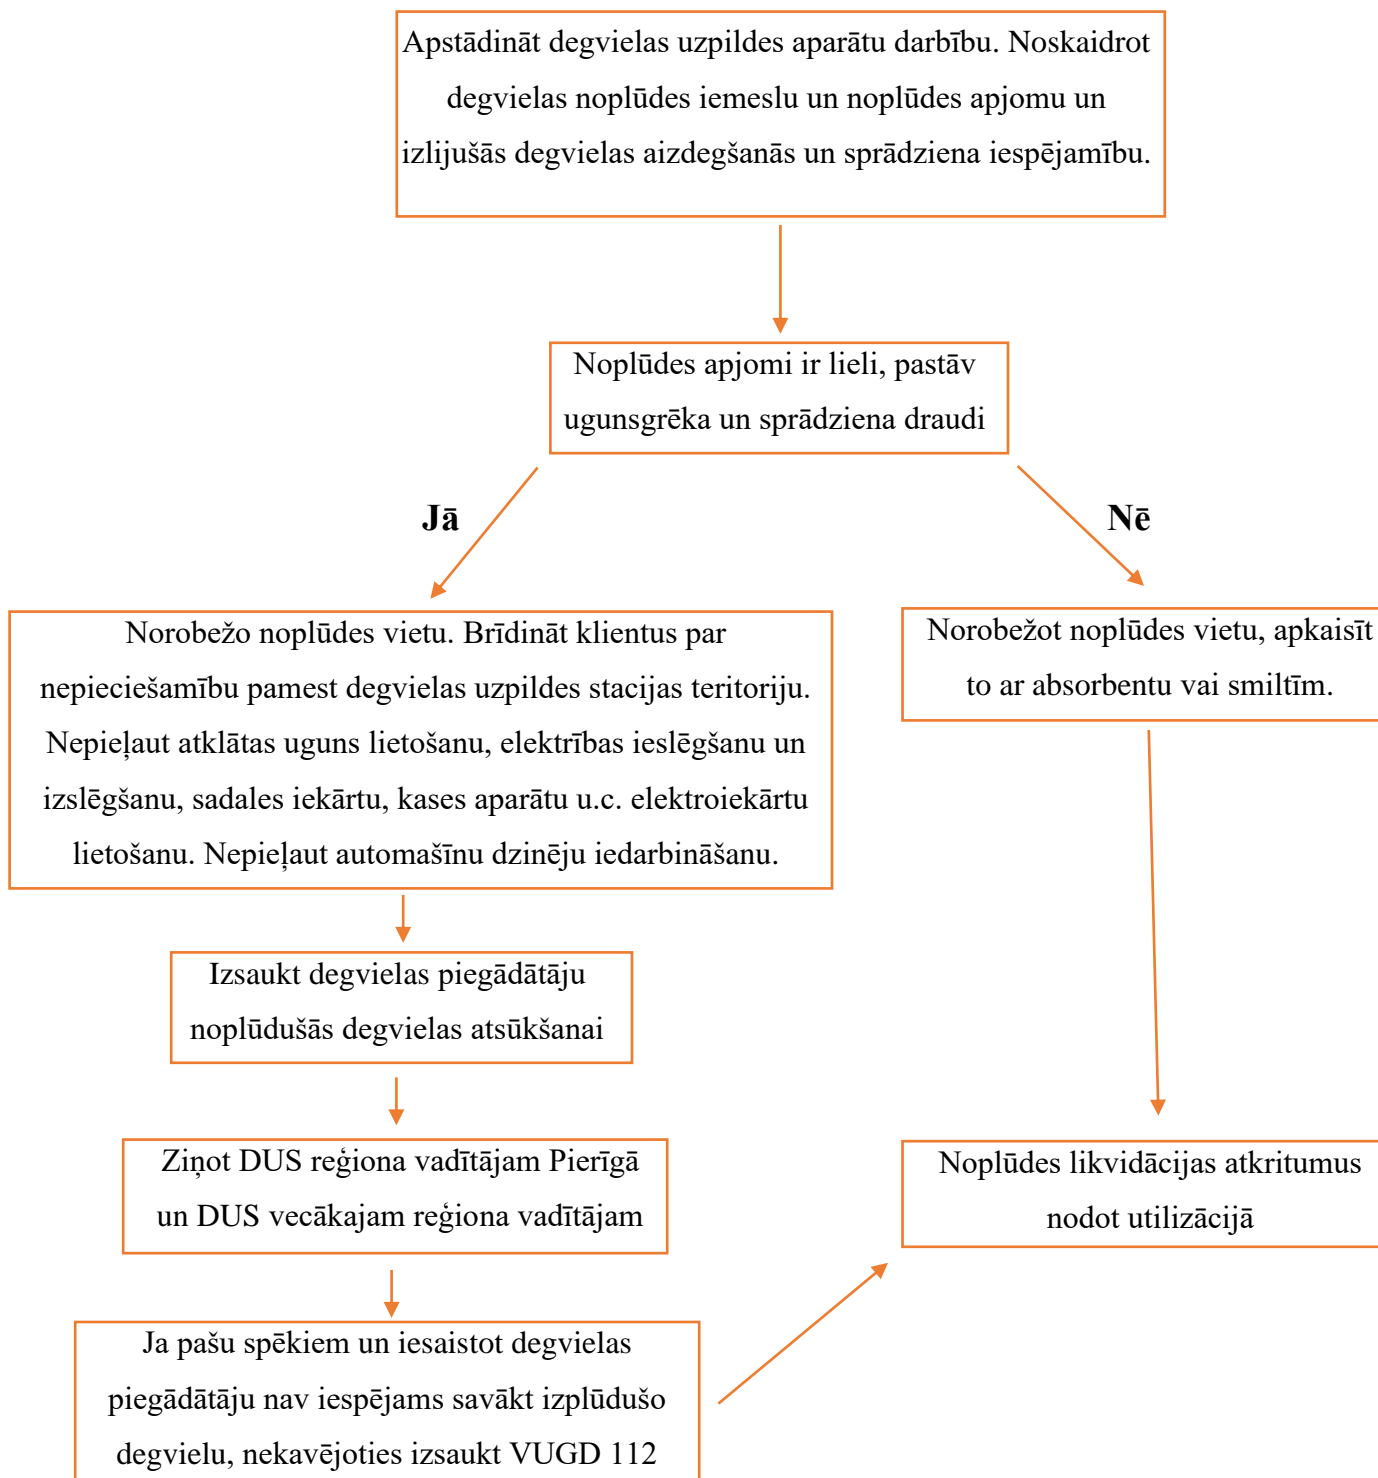 Apstādināt degvielas uzpildes aparātu darbību. Noskaidrot
degvielas noplūdes iemeslu un noplūdes apjomu un
izlijušās degvielas aizdegšanās un sprādziena iespējamību.
Noplūdes apjomi ir lieli, pastāv
ugunsgrēka un sprādziena draudi
Jā
Nē
Norobežo noplūdes vietu. Brīdināt klientus par
nepieciešamību pamest degvielas uzpildes stacijas teritoriju.
Nepieļaut atklātas uguns lietošanu, elektrības ieslēgšanu un
izslēgšanu, sadales iekārtu, kases aparātu u.c. elektroiekārtu
lietošanu. Nepieļaut automašīnu dzinēju iedarbināšanu.
Norobežot noplūdes vietu, apkaisīt
to ar absorbentu vai smiltīm.
Izsaukt degvielas piegādātāju
noplūdušās degvielas atsūkšanai
Ziņot DUS reģiona vadītājam Pierīgā
un DUS vecākajam reģiona vadītājam
Noplūdes likvidācijas atkritumus
nodot utilizācijā
Ja pašu spēkiem un iesaistot degvielas
piegādātāju nav iespējams savākt izplūdušo
degvielu, nekavējoties izsaukt VUGD 112